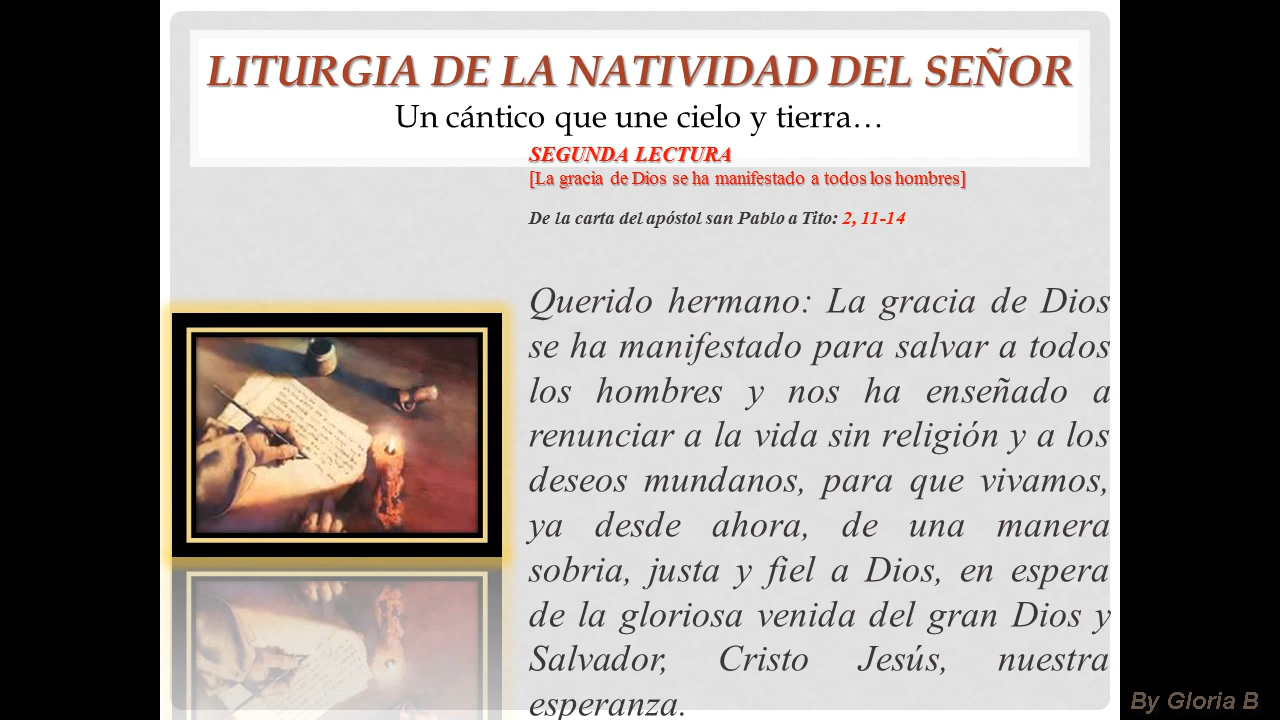 LITURGIA DE LA NATIVIDAD DEL SEÑOR
Un cántico que une cielo y tierra…
SEGUNDA LECTURA
[La gracia de Dios se ha manifestado a todos los hombres]
De la carta del apóstol san Pablo a Tito: 2, 11-14
Querido hermano: La gracia de Dios
se ha manifestado para salvar a todos
los hombres y nos ha enseñado a
renunciar a la vida sin religión y a los
deseos mundanos, para que vivamos,
ya desde ahora, de una manera
sobria, justa y fiel a Dios, en espera
de la gloriosa venida del gran Dios y
Salvador, Cristo Jesús, nuestra
esperanza.
By Gloria B